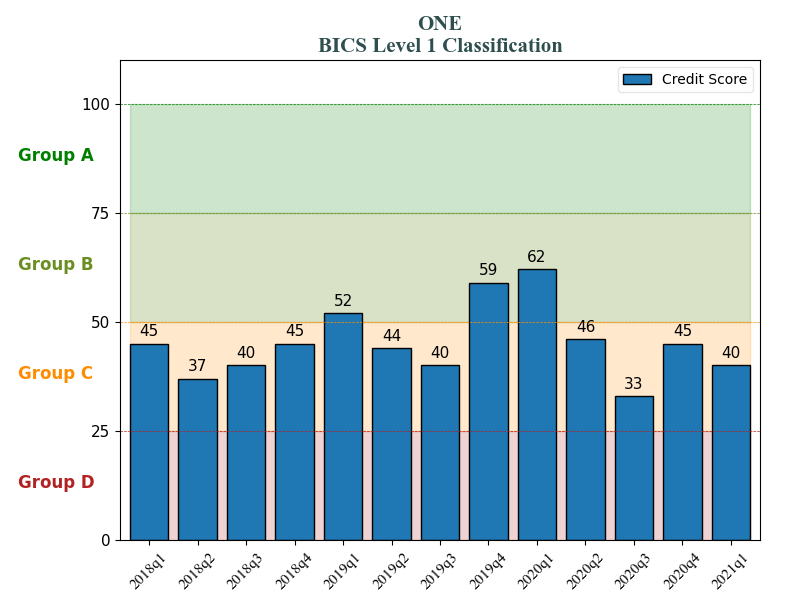 ONE
BICS Level 1 Classification
Credit Score
100
Group A
75
Group B
62
59
52
50
45
37
40
45
44
40
46
33
45
40
Group C
25
Group D
0
2018q1
2018q2
2018q3
2018q4
2019q1
2019q2
2019q3
2019q4
2020q1
2020q2
2020q3
2020q4
2021q1